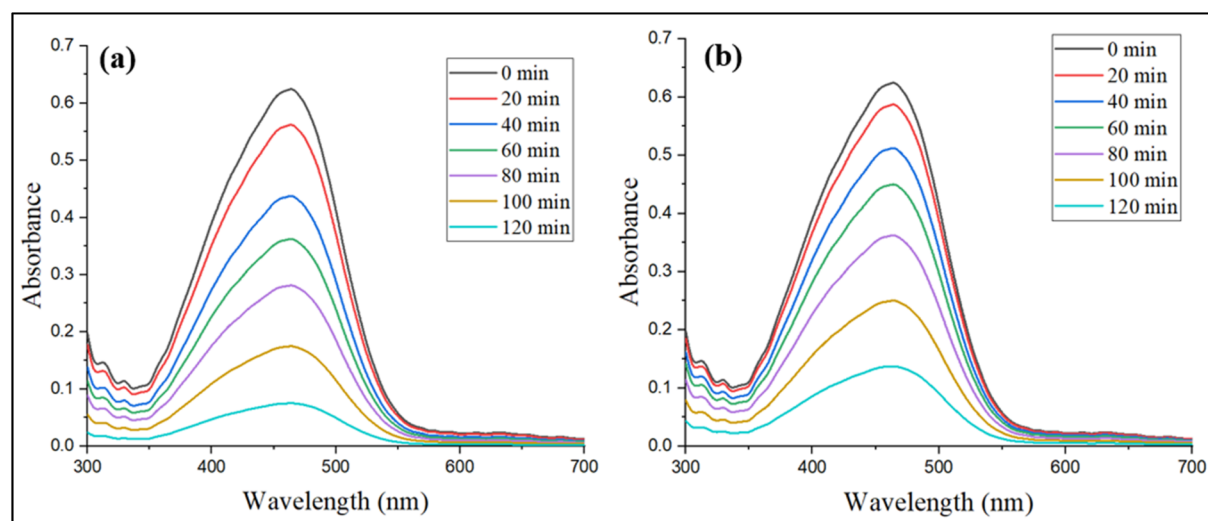 (a)
0.7
0.6
0.5
0.4
0.3
0.2
0.1
0.0
Absorbance
300
400
500
600
700
Wavelength (nm)
0 min
20 min
40 min
60 min
80 min
100 min
120 min
(b)
0.7
0.6
0.5
0.4
0.3
0.2
0.1
0.0
Absorbance
300
400
500
600
700
Wavelength (nm)
0 min
20 min
40 min
60 min
80 min
100 min
120 min